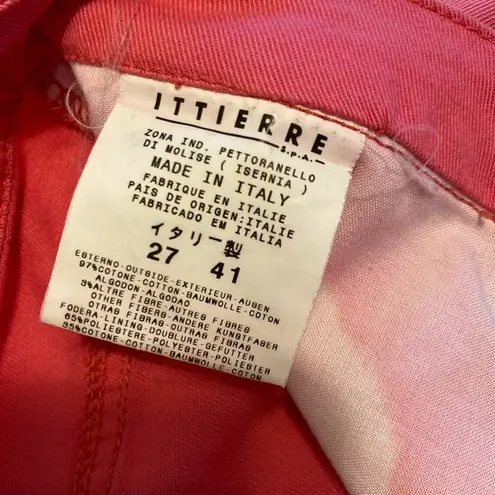 ITTIERRE
S.P.A.
ZONA IND. PETTORANELLO
DI MOLISE ( ISERNIA )
MADE IN ITALY
FABRIQUE EN ITALIE
PAIS DE ORIGEN:ITALIE
FABRICADO EM ITALIA
イタリー製
27 41
ESTERNO-OUTSIDE-EXTERIEUR-AUSEN
97%COTONE-COTTON-BAUMWOLLE-COTON
ALGODON-ALGODAO
3%ALTRE FIBRE-AUTRES FIBRES
OTHER FIBERS-ANDERE KUNSTFASER
OTRAS FIBRAS-OUTRAS FIBRAS
FODERA-LINING-DOUBLURE-GEFUTTER
65%POLIESTERE-POLYESTER-POLYESTER
35%COTONE-COTTON-BAUMWOLLE-COTON